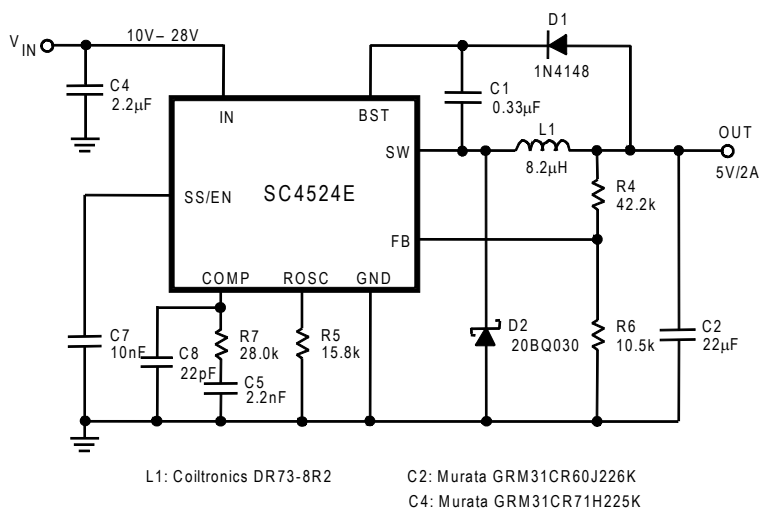 V IN
10V– 28V
D1
1N4148
C4
2.2µF
IN
BST
C1
0.33µF
L1
8.2µH
OUT
5V/2A
SW
SS/EN
SC4524E
R4
42.2k
FB
COMP
ROSC
GND
C7
10nF
C8
22pF
R7
28.0k
C5
2.2nF
R5
15.8k
D2
20BQ030
R6
10.5k
C2
22µF
L1: Coiltronics DR73-8R2
C2: Murata GRM31CR60J226K
C4: Murata GRM31CR71H225K